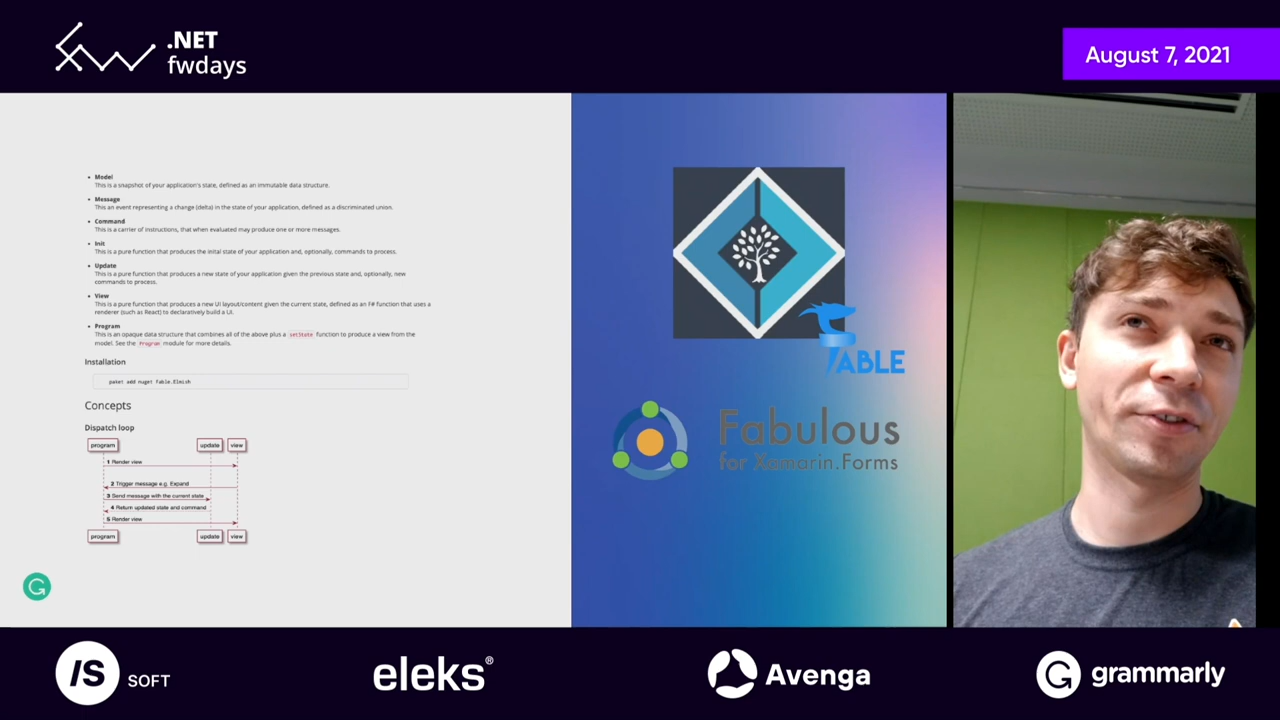 .NET
fwdays
August 7, 2021
Model
This is a snapshot of your application's state, defined as an immutable data structure.
Message
This an event representing a change (delta) in the state of your application, defined as a discriminated union.
Command
This is a carrier of instructions, that when evaluated may produce one or more messages.
Init
This is a pure function that produces the inital state of your application and, optionally, commands to process.
Update
This is a pure function that produces a new state of your application given the previous state and, optionally, new
commands to process.
View
This is a pure function that produces a new UI layout/content given the current state, defined as an F# function that uses a
renderer (such as React) to declaratively build a UI.
Program
This is an opaque data structure that combines all of the above plus a setState function to produce a view from the
model. See the Program module for more details.
Installation
paket add nuget Fable.Elmish
Concepts
Dispatch loop
program update view
1 Render view
2 Trigger message e.g. Expand
3 Send message with the current state
4 Return updated state and command
5 Render view
program update view
FABLE
Fabulous
for Xamarin.Forms
IS SOFT
eleks®
Avenga
grammarly